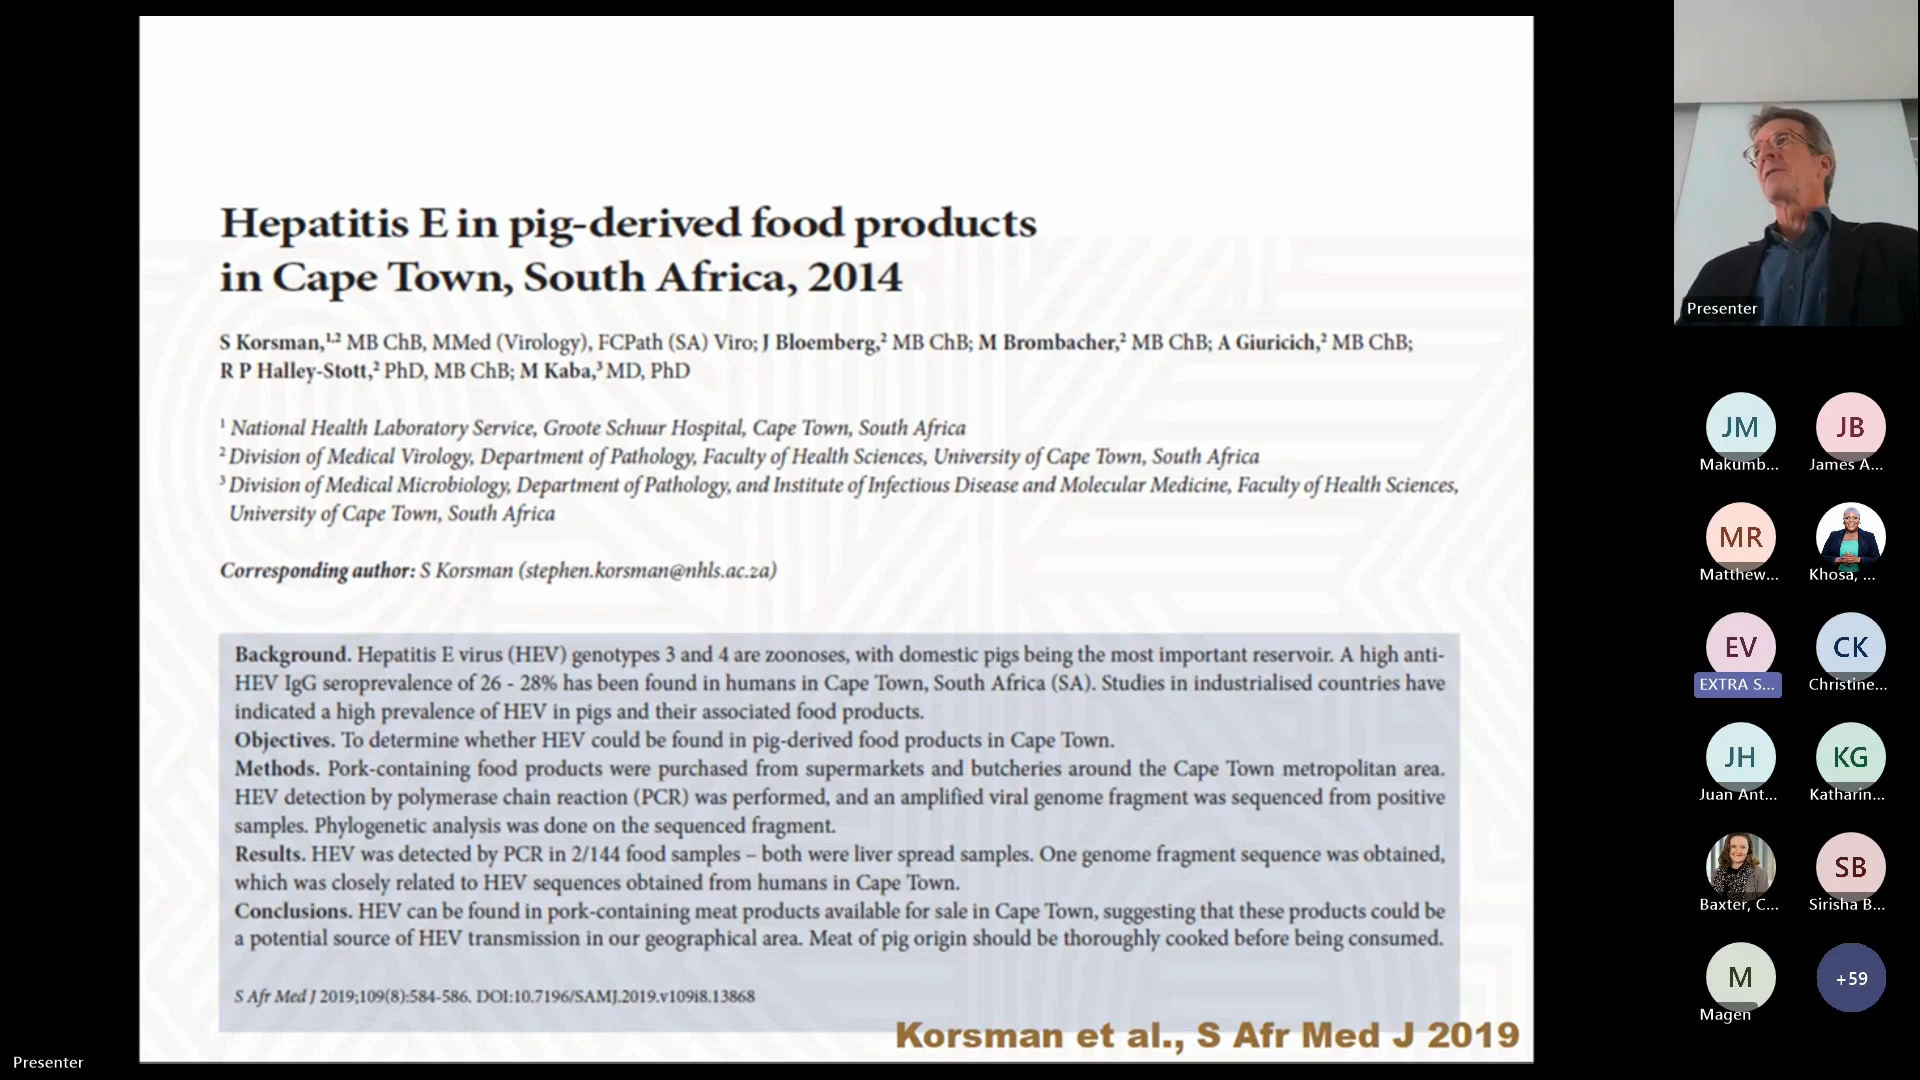 Hepatitis E in pig-derived food products
in Cape Town, South Africa, 2014
S Korsman,1,2 MB ChB, MMed (Virology), FCPath (SA) Viro; J Bloemberg,2 MB ChB; M Brombacher,2 MB ChB; A Giuricich,2 MB ChB;
R P Halley-Stott,2 PhD, MB ChB; M Kaba,3 MD, PhD
1 National Health Laboratory Service, Groote Schuur Hospital, Cape Town, South Africa
2 Division of Medical Virology, Department of Pathology, Faculty of Health Sciences, University of Cape Town, South Africa
3 Division of Medical Microbiology, Department of Pathology, and Institute of Infectious Disease and Molecular Medicine, Faculty of Health Sciences,
University of Cape Town, South Africa
Corresponding author: S Korsman (stephen.korsman@nhls.ac.za)
Background. Hepatitis E virus (HEV) genotypes 3 and 4 are zoonoses, with domestic pigs being the most important reservoir. A high anti-
HEV IgG seroprevalence of 26 - 28% has been found in humans in Cape Town, South Africa (SA). Studies in industrialised countries have
indicated a high prevalence of HEV in pigs and their associated food products.
Objectives. To determine whether HEV could be found in pig-derived food products in Cape Town.
Methods. Pork-containing food products were purchased from supermarkets and butcheries around the Cape Town metropolitan area.
HEV detection by polymerase chain reaction (PCR) was performed, and an amplified viral genome fragment was sequenced from positive
samples. Phylogenetic analysis was done on the sequenced fragment.
Results. HEV was detected by PCR in 2/144 food samples – both were liver spread samples. One genome fragment sequence was obtained,
which was closely related to HEV sequences obtained from humans in Cape Town.
Conclusions. HEV can be found in pork-containing meat products available for sale in Cape Town, suggesting that these products could be
a potential source of HEV transmission in our geographical area. Meat of pig origin should be thoroughly cooked before being consumed.
S Afr Med J 2019;109(8):584-586. DOI:10.7196/SAMJ.2019.v109i8.13868
Korsman et al., S Afr Med J 2019
Presenter
Presenter
JM
JB
Makumb...
James A...
MR
Matthew...
Khosa, ...
EV
CK
EXTRA S...
Christine...
JH
KG
Juan Ant...
Katharin...
SB
Baxter, C...
Sirisha B...
M
+59
Magen